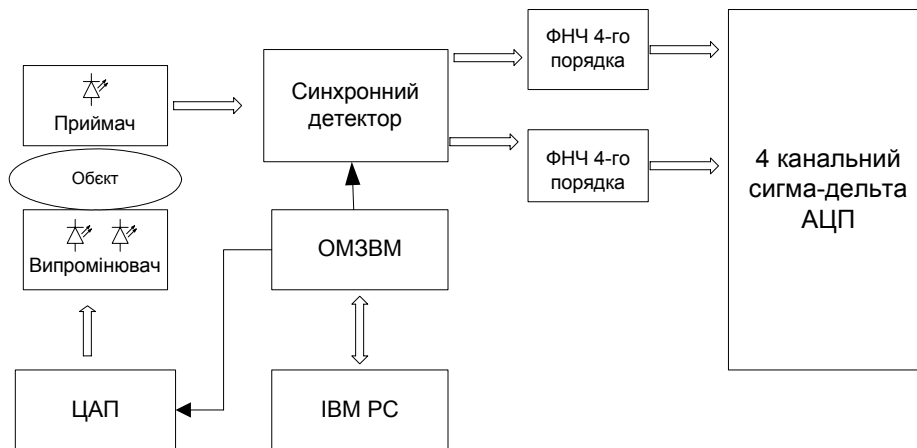 ФНЧ 4-го
порядка
Приймач
Синхронний
детектор
Обєкт
ФНЧ 4-го
порядка
4 канальний
сигма-дельта
АЦП
Випромінювач
ОМЗВМ
ЦАП
IBM PC